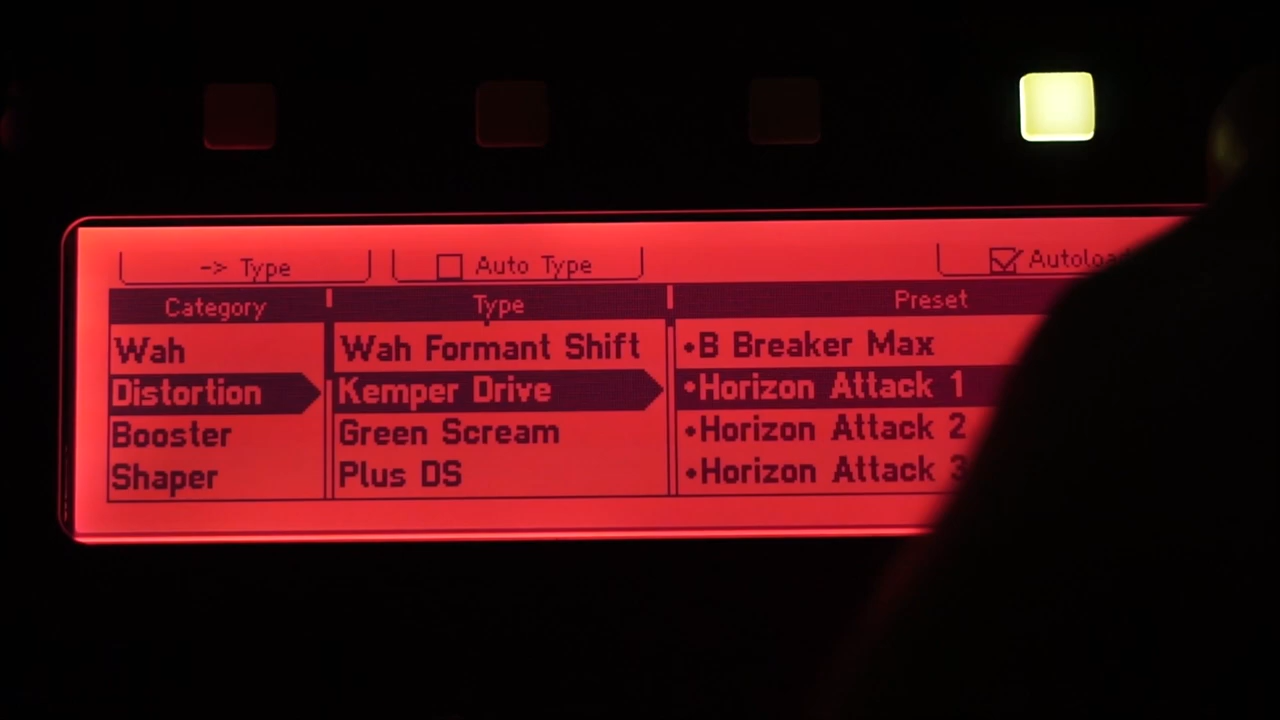 -> Type
Auto Type
Autoload
Category Type Preset
Wah Wah Formant Shift •B Breaker Max
Distortion Kemper Drive •Horizon Attack 1
Booster Green Scream •Horizon Attack 2
Shaper Plus DS •Horizon Attack 3